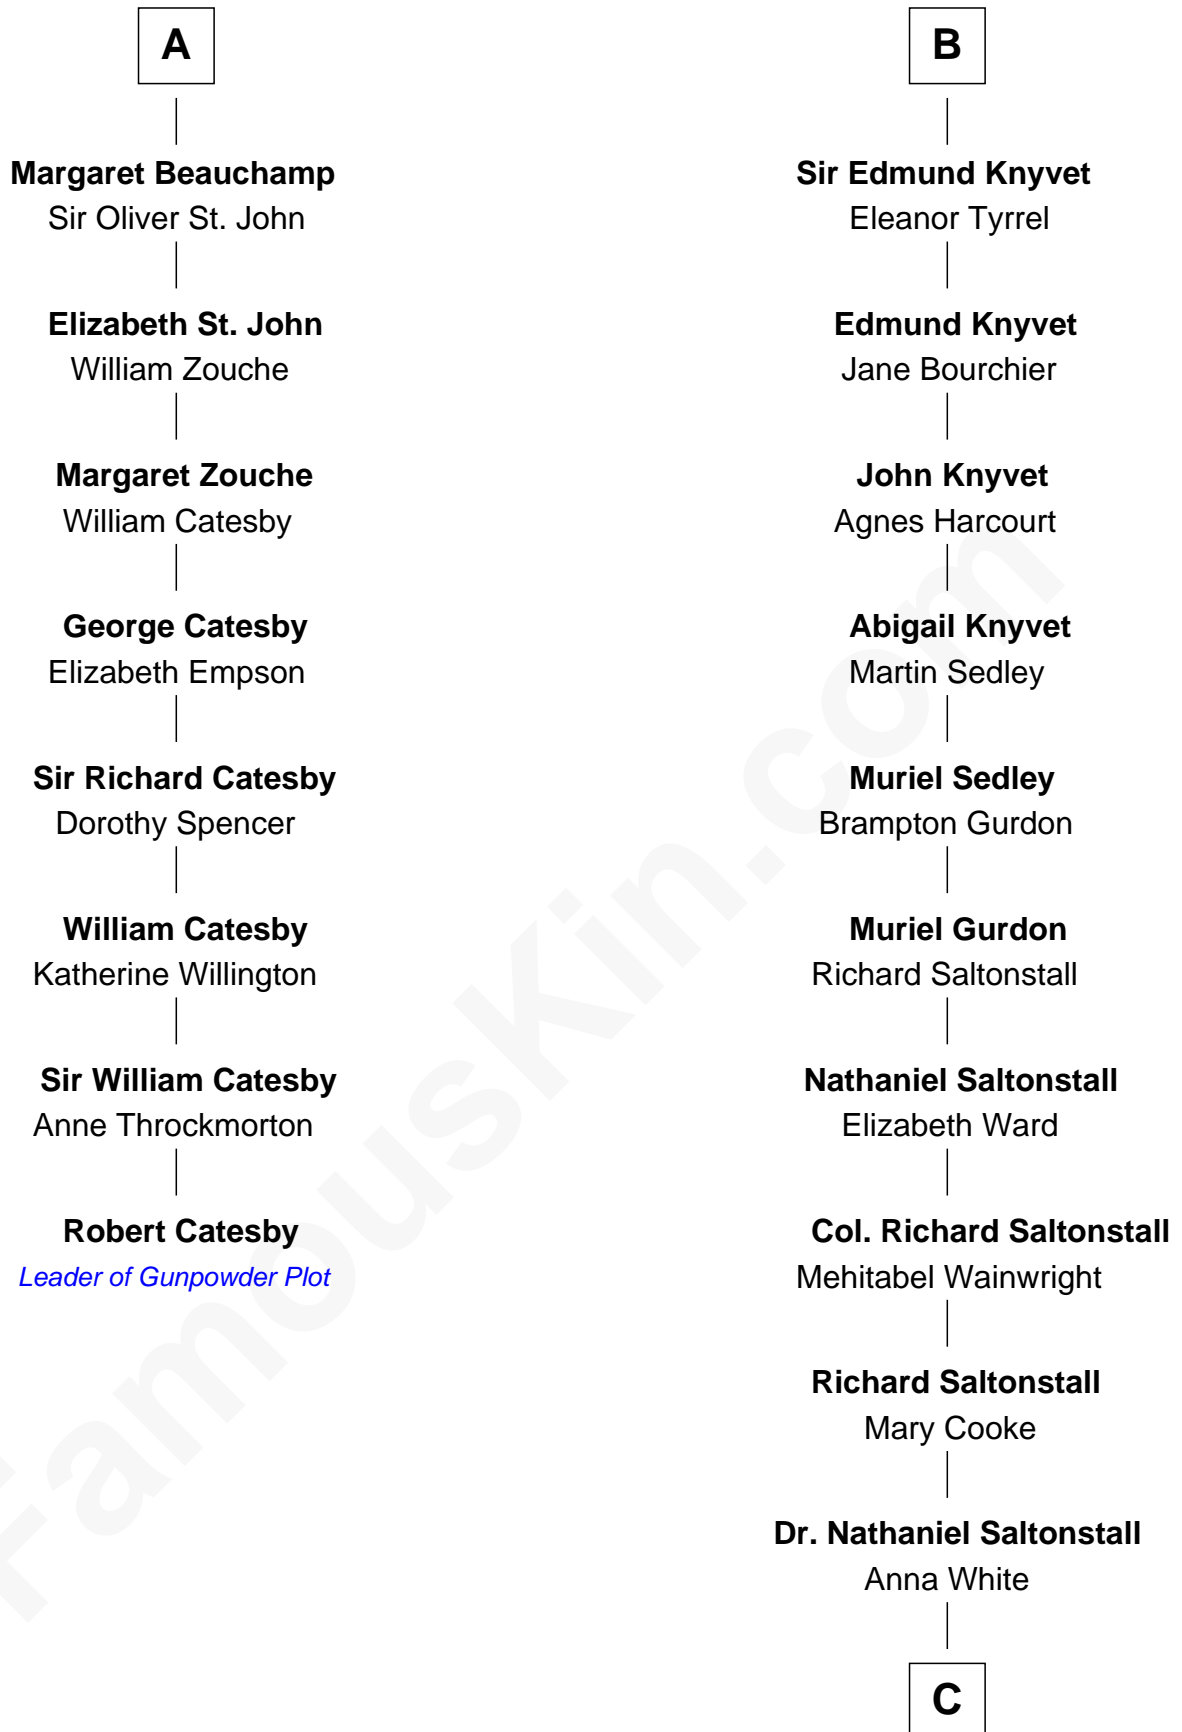 A
Margaret Beauchamp
Sir Oliver St. John
Elizabeth St. John
William Zouche
Margaret Zouche
William Catesby
George Catesby
Elizabeth Empson
Sir Richard Catesby
Dorothy Spencer
William Catesby
Katherine Willington
Sir William Catesby
Anne Throckmorton
Robert Catesby
Leader of Gunpowder Plot
B
Sir Edmund Knyvet
Eleanor Tyrrel
Edmund Knyvet
Jane Bourchier
John Knyvet
Agnes Harcourt
Abigail Knyvet
Martin Sedley
Muriel Sedley
Brampton Gurdon
Muriel Gurdon
Richard Saltonstall
Nathaniel Saltonstall
Elizabeth Ward
Col. Richard Saltonstall
Mehitabel Wainwright
Richard Saltonstall
Mary Cooke
Dr. Nathaniel Saltonstall
Anna White
C
FamousKin.com